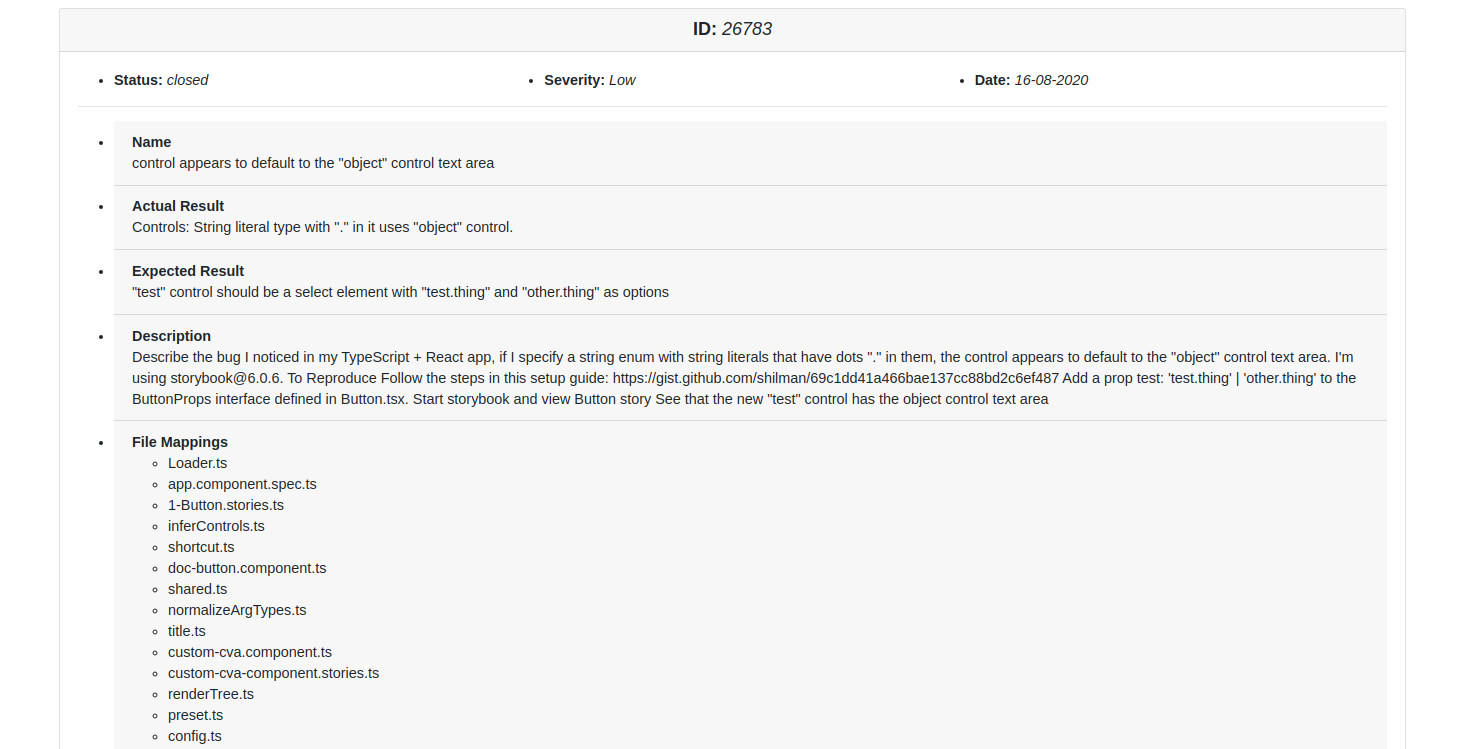 ID: 26783
Status: closed
Severity: Low
Date: 16-08-2020
Name
control appears to default to the "object" control text area
Actual Result
Controls: String literal type with "." in it uses "object" control.
Expected Result
"test" control should be a select element with "test.thing" and "other.thing" as options
Description
Describe the bug I noticed in my TypeScript + React app, if I specify a string enum with string literals that have dots "." in them, the control appears to default to the "object" control text area. I'm
using storybook@6.0.6. To Reproduce Follow the steps in this setup guide: https://gist.github.com/shilman/69c1dd41a466bae137cc88bd2c6ef487 Add a prop test: 'test.thing' | 'other.thing' to the
ButtonProps interface defined in Button.tsx. Start storybook and view Button story See that the new "test" control has the object control text area
File Mappings
Loader.ts
app.component.spec.ts
1-Button.stories.ts
inferControls.ts
shortcut.ts
doc-button.component.ts
shared.ts
normalizeArgTypes.ts
title.ts
custom-cva.component.ts
custom-cva-component.stories.ts
renderTree.ts
preset.ts
config.ts